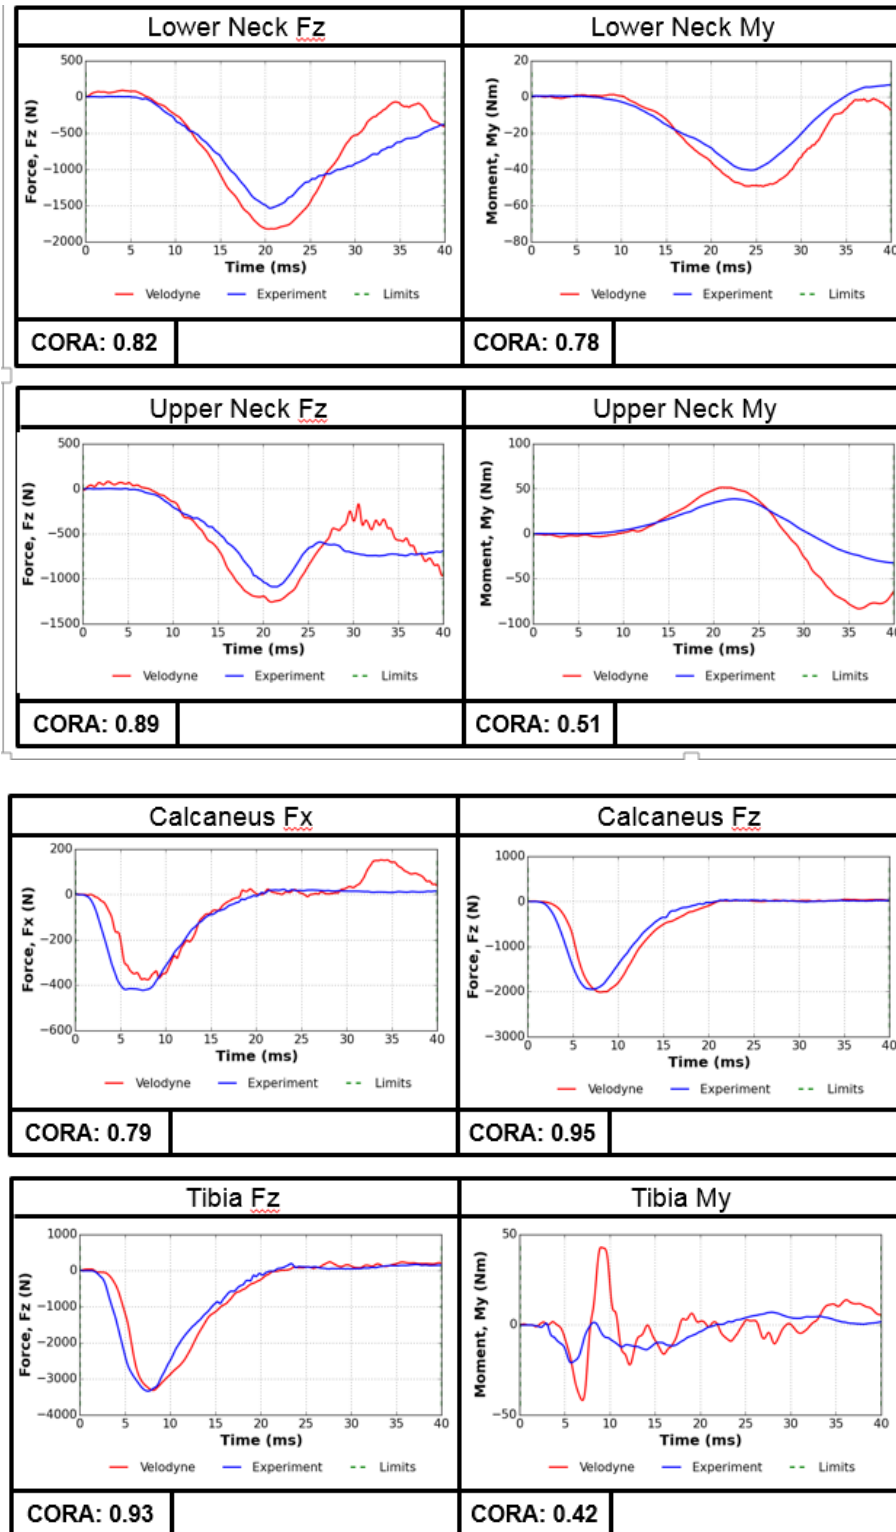 Lower Neck Fz
Lower Neck My
500
0
−500
−1000
−1500
−2000
Force, Fz (N)
0 5 10 15 20 25 30 35 40
Time (ms)
Velodyne Experiment Limits
20
0
−20
−40
−60
−80
Moment, My (Nm)
0 5 10 15 20 25 30 35 40
Time (ms)
Velodyne Experiment Limits
CORA: 0.82
CORA: 0.78
Upper Neck Fz
Upper Neck My
500
0
−500
−1000
−1500
Force, Fz (N)
0 5 10 15 20 25 30 35 40
Time (ms)
Velodyne Experiment Limits
100
50
0
−50
−100
Moment, My (Nm)
0 5 10 15 20 25 30 35 40
Time (ms)
Velodyne Experiment Limits
CORA: 0.89
CORA: 0.51
Calcaneus Fx
Calcaneus Fz
200
0
−200
−400
−600
Force, Fx (N)
0 5 10 15 20 25 30 35 40
Time (ms)
Velodyne Experiment Limits
1000
0
−1000
−2000
−3000
Force, Fz (N)
0 5 10 15 20 25 30 35 40
Time (ms)
Velodyne Experiment Limits
CORA: 0.79
CORA: 0.95
Tibia Fz
Tibia My
1000
0
−1000
−2000
−3000
−4000
Force, Fz (N)
0 5 10 15 20 25 30 35 40
Time (ms)
Velodyne Experiment Limits
50
0
−50
Moment, My (Nm)
0 5 10 15 20 25 30 35 40
Time (ms)
Velodyne Experiment Limits
CORA: 0.93
CORA: 0.42